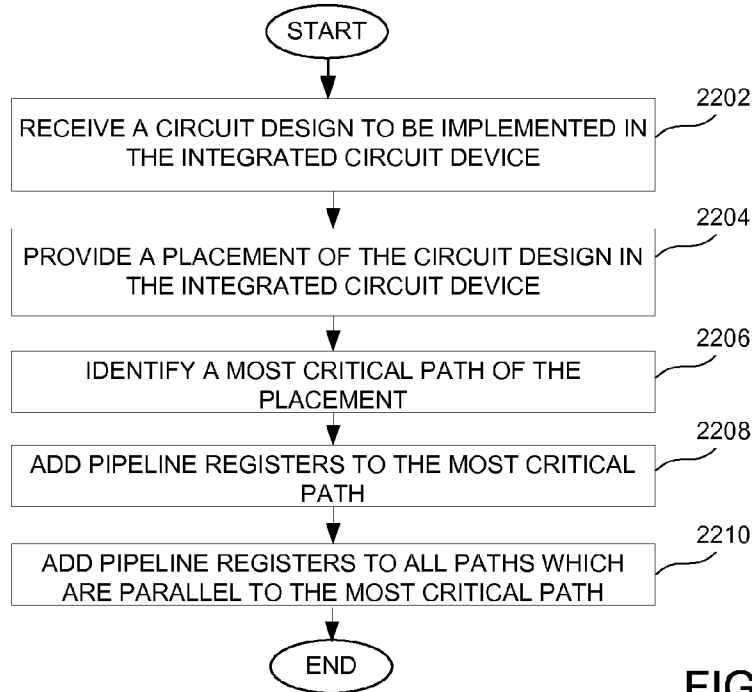 START
2202
RECEIVE A CIRCUIT DESIGN TO BE IMPLEMENTED IN
THE INTEGRATED CIRCUIT DEVICE
2204
PROVIDE A PLACEMENT OF THE CIRCUIT DESIGN IN
THE INTEGRATED CIRCUIT DEVICE
2206
IDENTIFY A MOST CRITICAL PATH OF THE
PLACEMENT
2208
ADD PIPELINE REGISTERS TO THE MOST CRITICAL
PATH
2210
ADD PIPELINE REGISTERS TO ALL PATHS WHICH
ARE PARALLEL TO THE MOST CRITICAL PATH
END
FIG